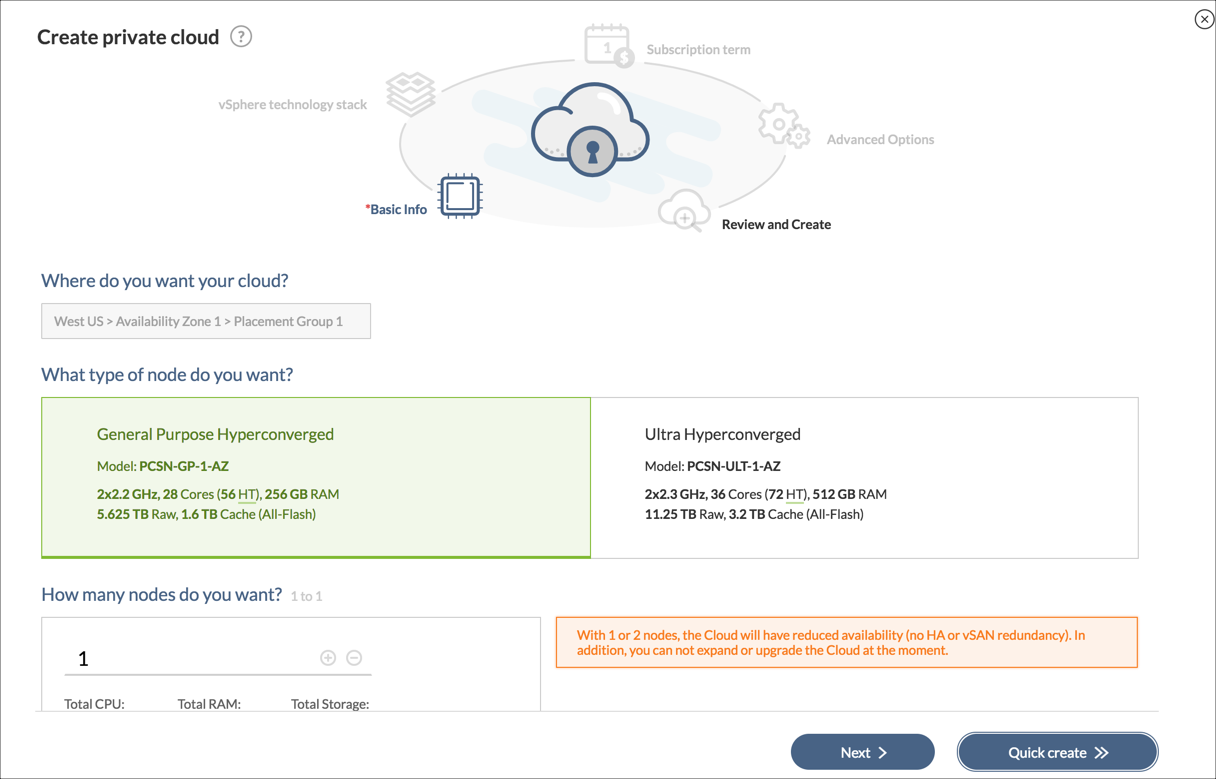 Create private cloud ?
1 $
Subscription term
vSphere technology stack
Advanced Options
*Basic Info
Review and Create
Where do you want your cloud?
West US > Availability Zone 1 > Placement Group 1
What type of node do you want?
General Purpose Hyperconverged
Model: PCSN-GP-1-AZ
2x2.2 GHz, 28 Cores (56 HT), 256 GB RAM
5.625 TB Raw, 1.6 TB Cache (All-Flash)
Ultra Hyperconverged
Model: PCSN-ULT-1-AZ
2x2.3 GHz, 36 Cores (72 HT), 512 GB RAM
11.25 TB Raw, 3.2 TB Cache (All-Flash)
How many nodes do you want? 1 to 1
1
Total CPU: Total RAM: Total Storage:
With 1 or 2 nodes, the Cloud will have reduced availability (no HA or vSAN redundancy). In
addition, you can not expand or upgrade the Cloud at the moment.
Next
Quick create